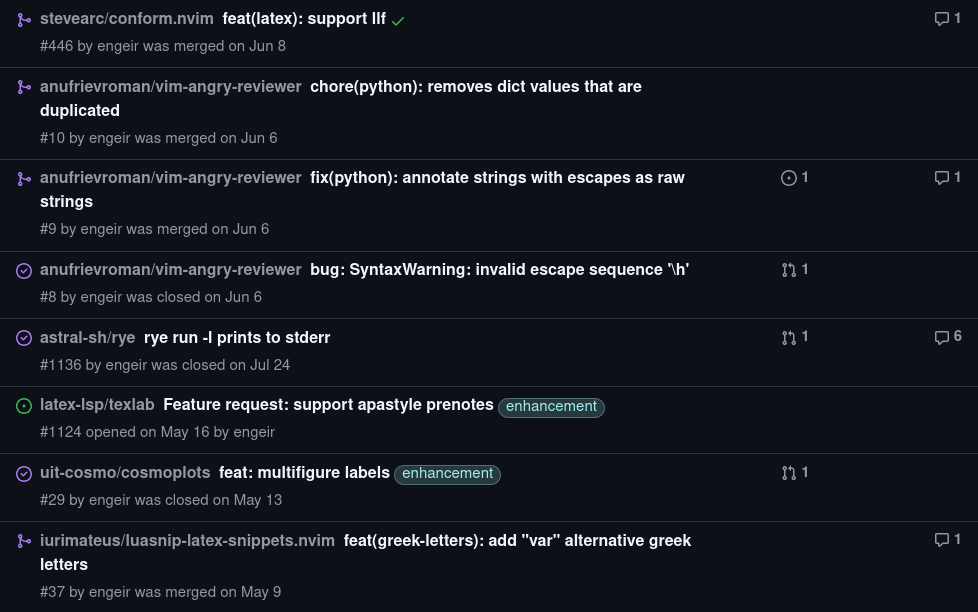 stevearc/conform.nvim feat(latex): support llf 1
#446 by engeir was merged on Jun 8
anufrievroman/vim-angry-reviewer chore(python): removes dict values that are
duplicated
#10 by engeir was merged on Jun 6
anufrievroman/vim-angry-reviewer fix(python): annotate strings with escapes as raw 1 1
strings
#9 by engeir was merged on Jun 6
anufrievroman/vim-angry-reviewer bug: SyntaxWarning: invalid escape sequence '\h' 1
#8 by engeir was closed on Jun 6
astral-sh/rye rye run -l prints to stderr 1 6
#1136 by engeir was closed on Jul 24
latex-lsp/texlab Feature request: support apastyle prenotes enhancement
#1124 opened on May 16 by engeir
uit-cosmo/cosmoplots feat: multifigure labels enhancement 1
#29 by engeir was closed on May 13
iurimateus/luasnip-latex-snippets.nvim feat(greek-letters): add "var" alternative greek 1
letters
#37 by engeir was merged on May 9